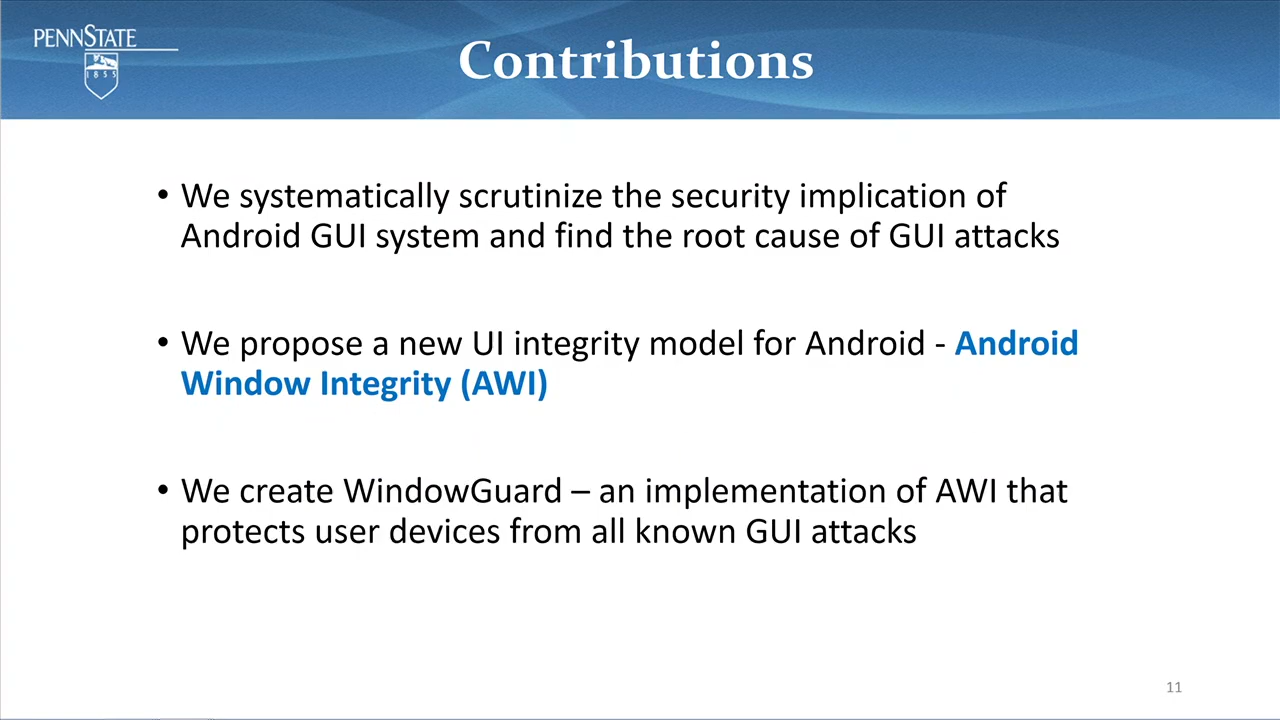 PENNSTATE
1855
Contributions
• We systematically scrutinize the security implication of
Android GUI system and find the root cause of GUI attacks
• We propose a new UI integrity model for Android - Android
Window Integrity (AWI)
• We create WindowGuard – an implementation of AWI that
protects user devices from all known GUI attacks
11